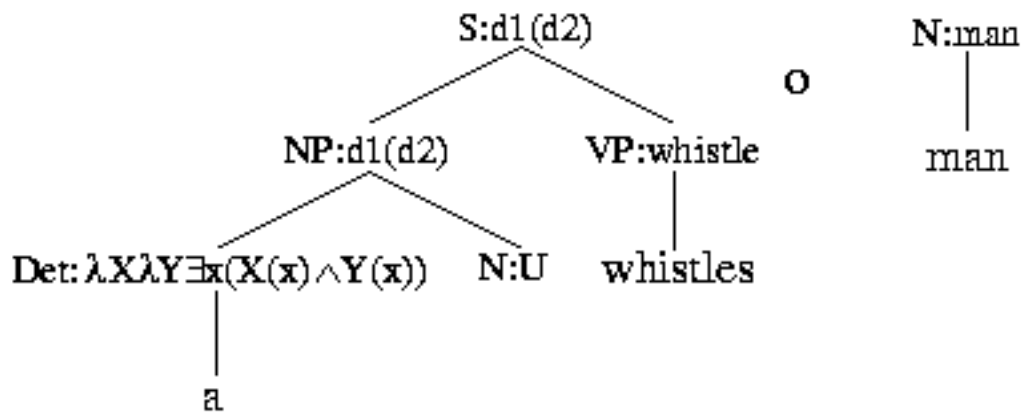 S:d1(d2)
N:man
o
NP:d1(d2)
VP:whistle
man
Det: λXλY∃x(X(x)∧Y(x))
N:U
whistles
a